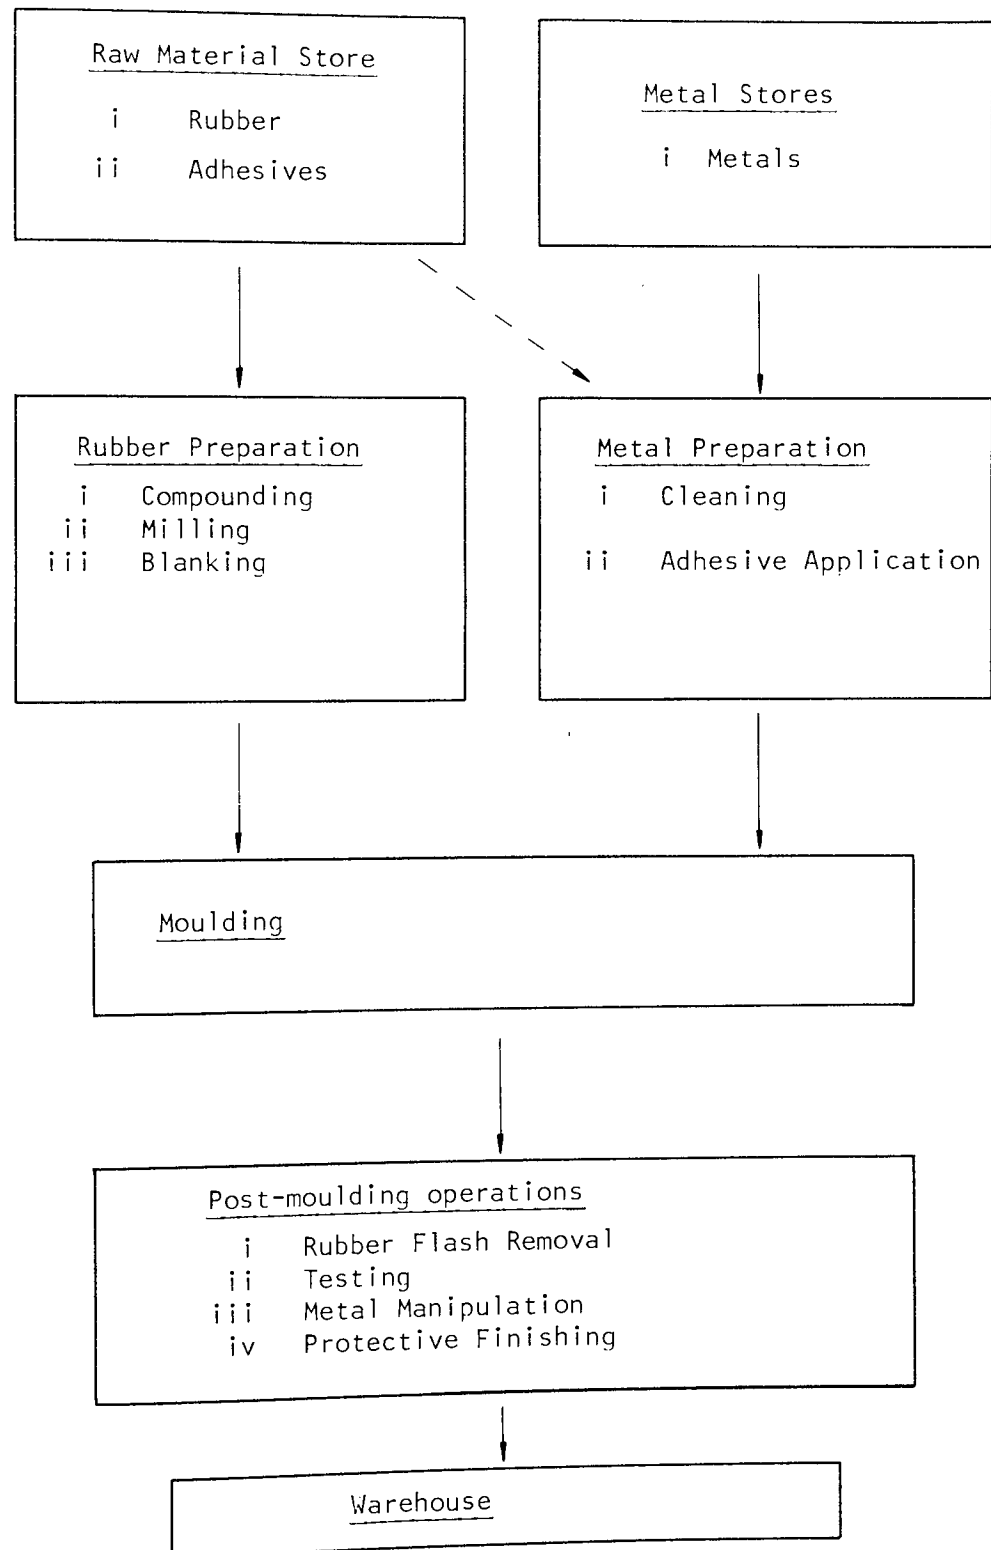 Raw Material Store
i Rubber
ii Adhesives
Metal Stores
i Metals
Rubber Preparation
i Compounding
ii Milling
iii Blanking
Metal Preparation
i Cleaning
ii Adhesive Application
Moulding
Post-moulding operations
i Rubber Flash Removal
ii Testing
iii Metal Manipulation
iv Protective Finishing
Warehouse